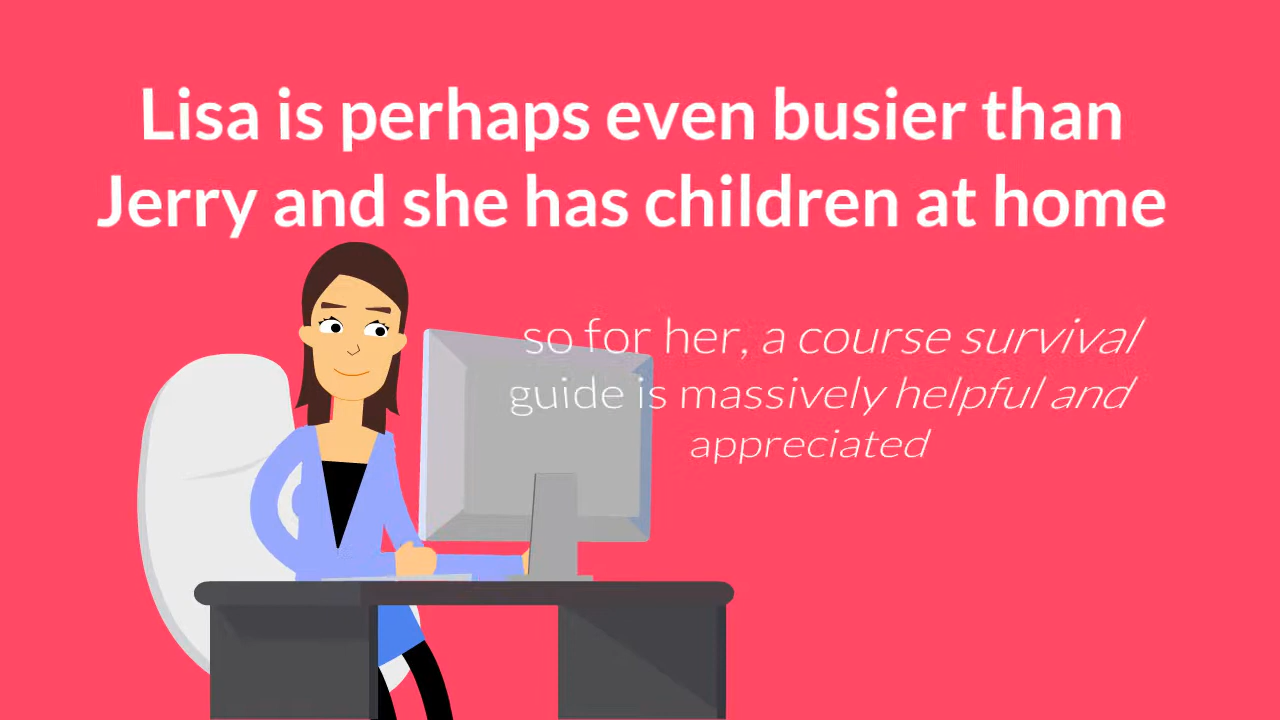 Lisa is perhaps even busier than
Jerry and she has children at home
so for her, a course survival
guide is massively helpful and
appreciated